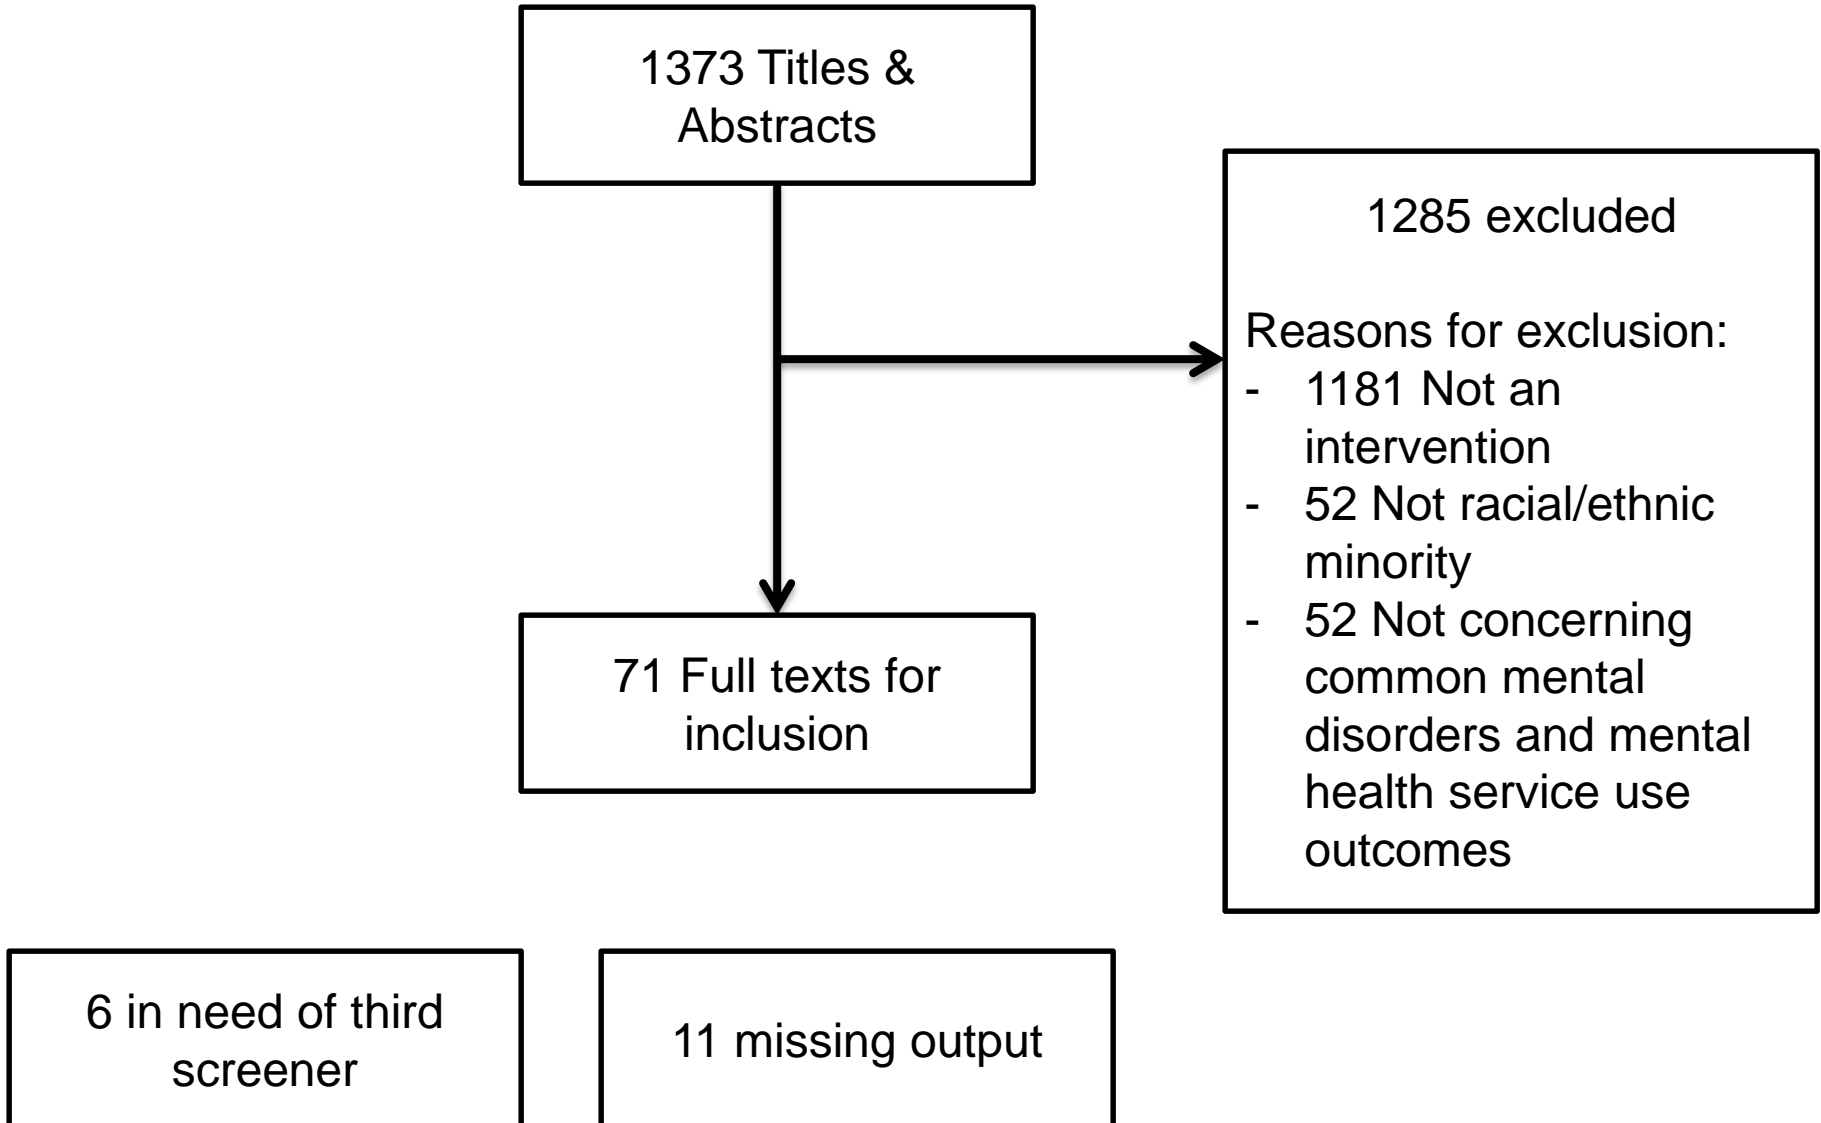 1373 Titles &
Abstracts
1285 excluded
Reasons for exclusion:
- 1181 Not an
intervention
- 52 Not racial/ethnic
minority
- 52 Not concerning
common mental
disorders and mental
health service use
outcomes
71 Full texts for
inclusion
6 in need of third
screener
11 missing output